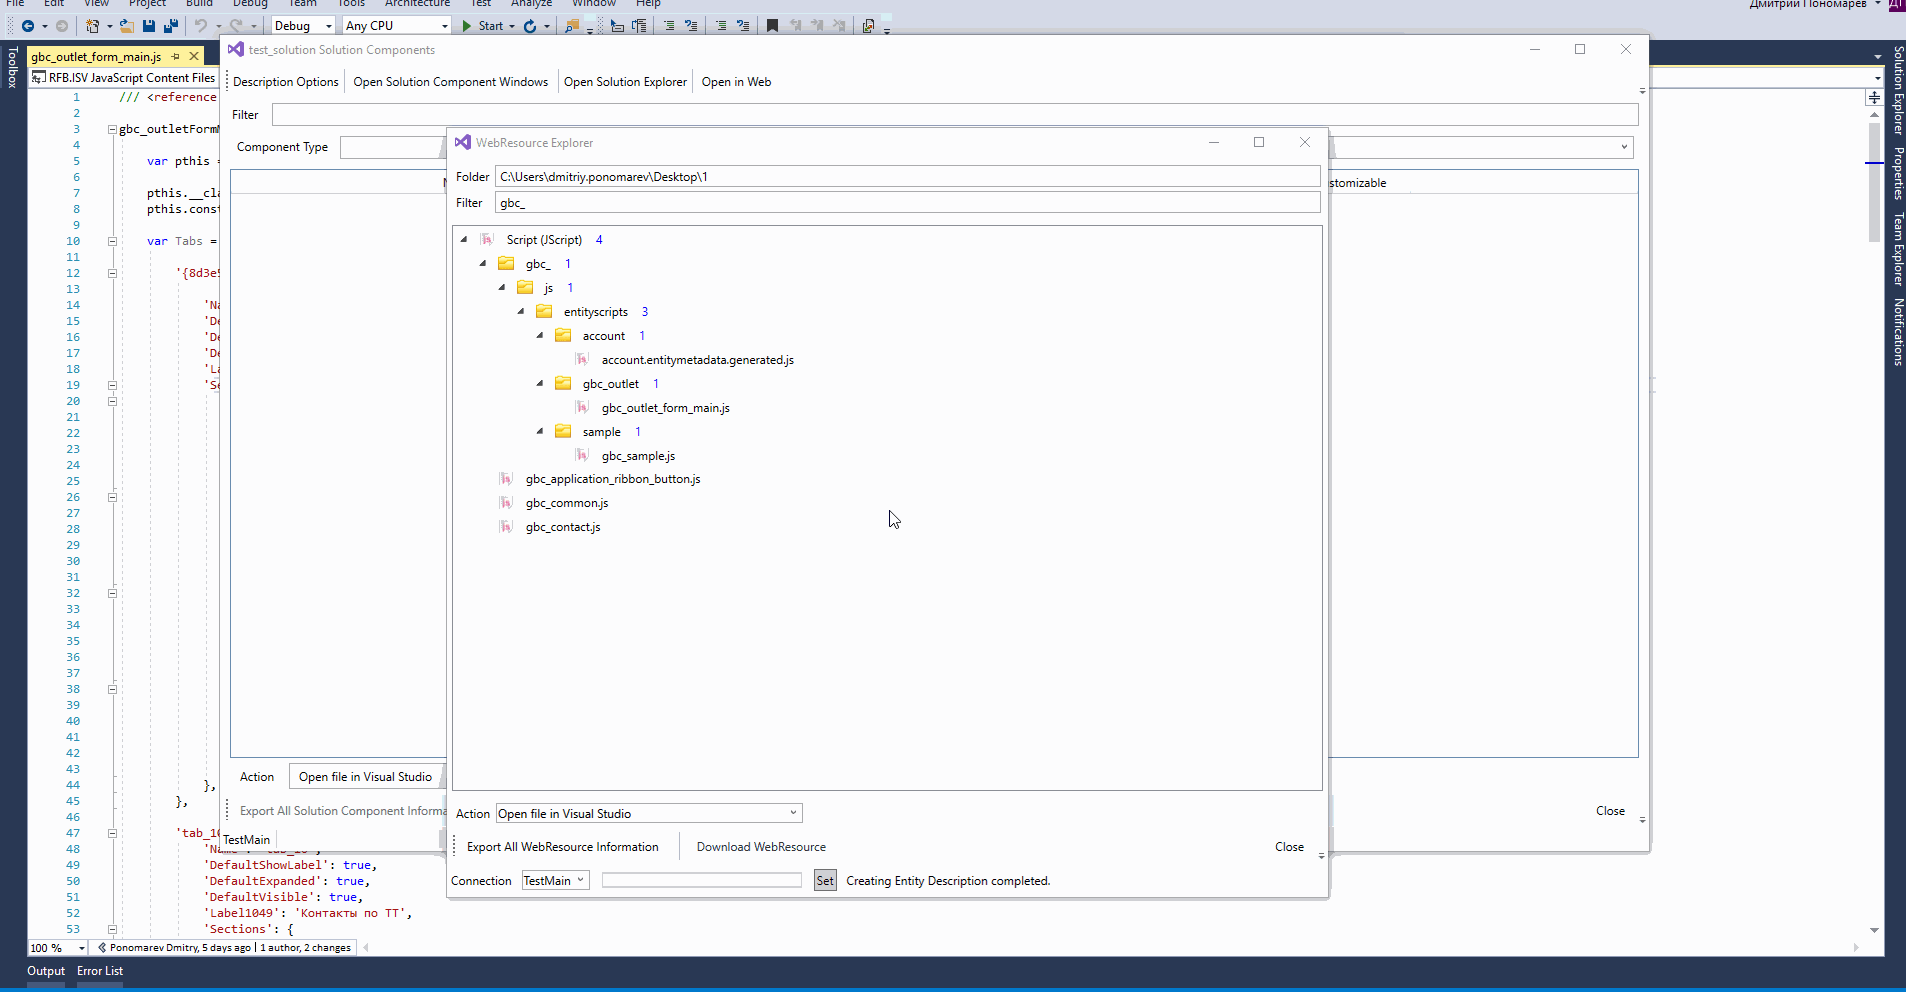 File Edit View Project Build Debug Team Tools Architecture Test Analyze Window Help
Дмитрий Пономарев ДП
Debug Any CPU Start
Toolbox
gbc_outlet_form_main.js
RFB.ISV JavaScript Content Files
test_solution Solution Components
Description Options Open Solution Component Windows Open Solution Explorer Open in Web
Filter
Component Type
stomizable
Action Open file in Visual Studio
Export All Solution Component Informa
Close
TestMain
WebResource Explorer
Folder C:\Users\dmitriy.ponomarev\Desktop\1
Filter gbc_
Script (JScript) 4
gbc_ 1
js 1
entityscripts 3
account 1
account.entitymetadata.generated.js
gbc_outlet 1
gbc_outlet_form_main.js
sample 1
gbc_sample.js
gbc_application_ribbon_button.js
gbc_common.js
gbc_contact.js
Action Open file in Visual Studio
Export All WebResource Information Download WebResource Close
Connection TestMain Set Creating Entity Description completed.
1 /// <reference
2
3 gbc_outletForm
4
5 var pthis =
6
7 pthis.__cla
8 pthis.const
9
10 var Tabs =
11
12 '{8d3e
13
14 'Na
15 'De
16 'De
17 'De
18 'La
19 'Se
20
21
22
23
24
25
26
27
28
29
30
31
32
33
34
35
36
37
38
39
40
41
42
43
44 },
45 },
46
47 'tab_1
48 'Name
49 'DefaultShowLabel': true,
50 'DefaultExpanded': true,
51 'DefaultVisible': true,
52 'Label1049': 'Контакты по ТТ',
53 'Sections': {
100 % Ponomarev Dmitry, 5 days ago | 1 author, 2 changes
Output Error List
Solution Explorer
Properties
Team Explorer
Notifications